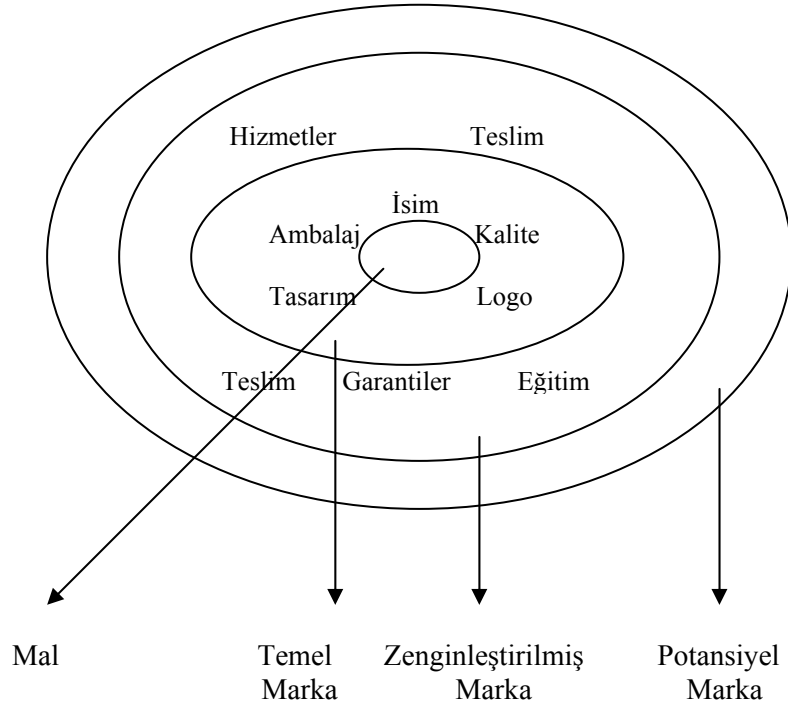 Hizmetler Teslim
İsim
Ambalaj Kalite
Tasarım Logo
Teslim Garantiler Eğitim
Mal Temel Zenginleştirilmiş Potansiyel
Marka Marka Marka